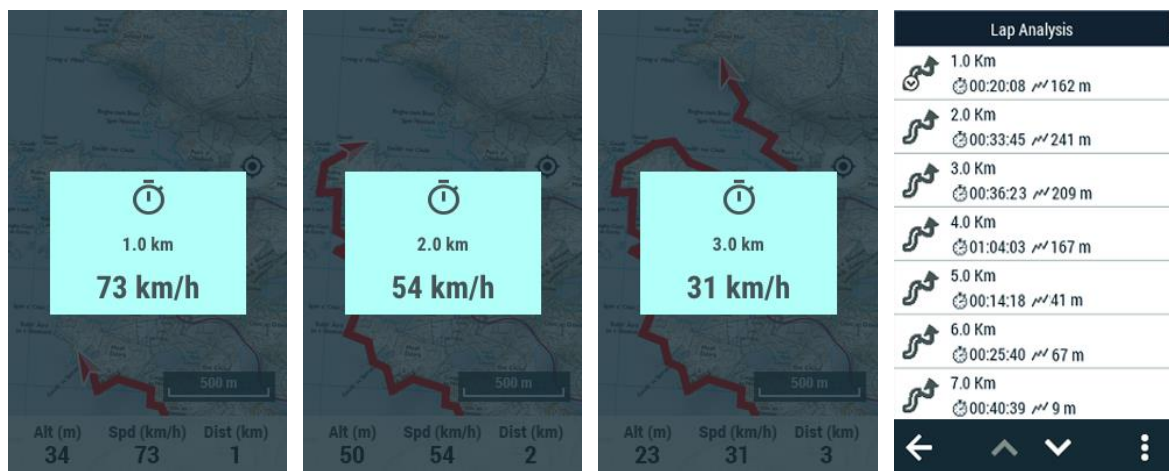 1.0 km
73 km/h
500 m
Alt (m) Spd (km/h) Dist (km)
34 73 1
2.0 km
54 km/h
500 m
Alt (m) Spd (km/h) Dist (km)
50 54 2
3.0 km
31 km/h
500 m
Alt (m) Spd (km/h) Dist (km)
23 31 3
Lap Analysis
1.0 Km
00:20:08 162 m
2.0 Km
00:33:45 241 m
3.0 Km
00:36:23 209 m
4.0 Km
01:04:03 167 m
5.0 Km
00:14:18 41 m
6.0 Km
00:25:40 67 m
7.0 Km
00:40:39 9 m